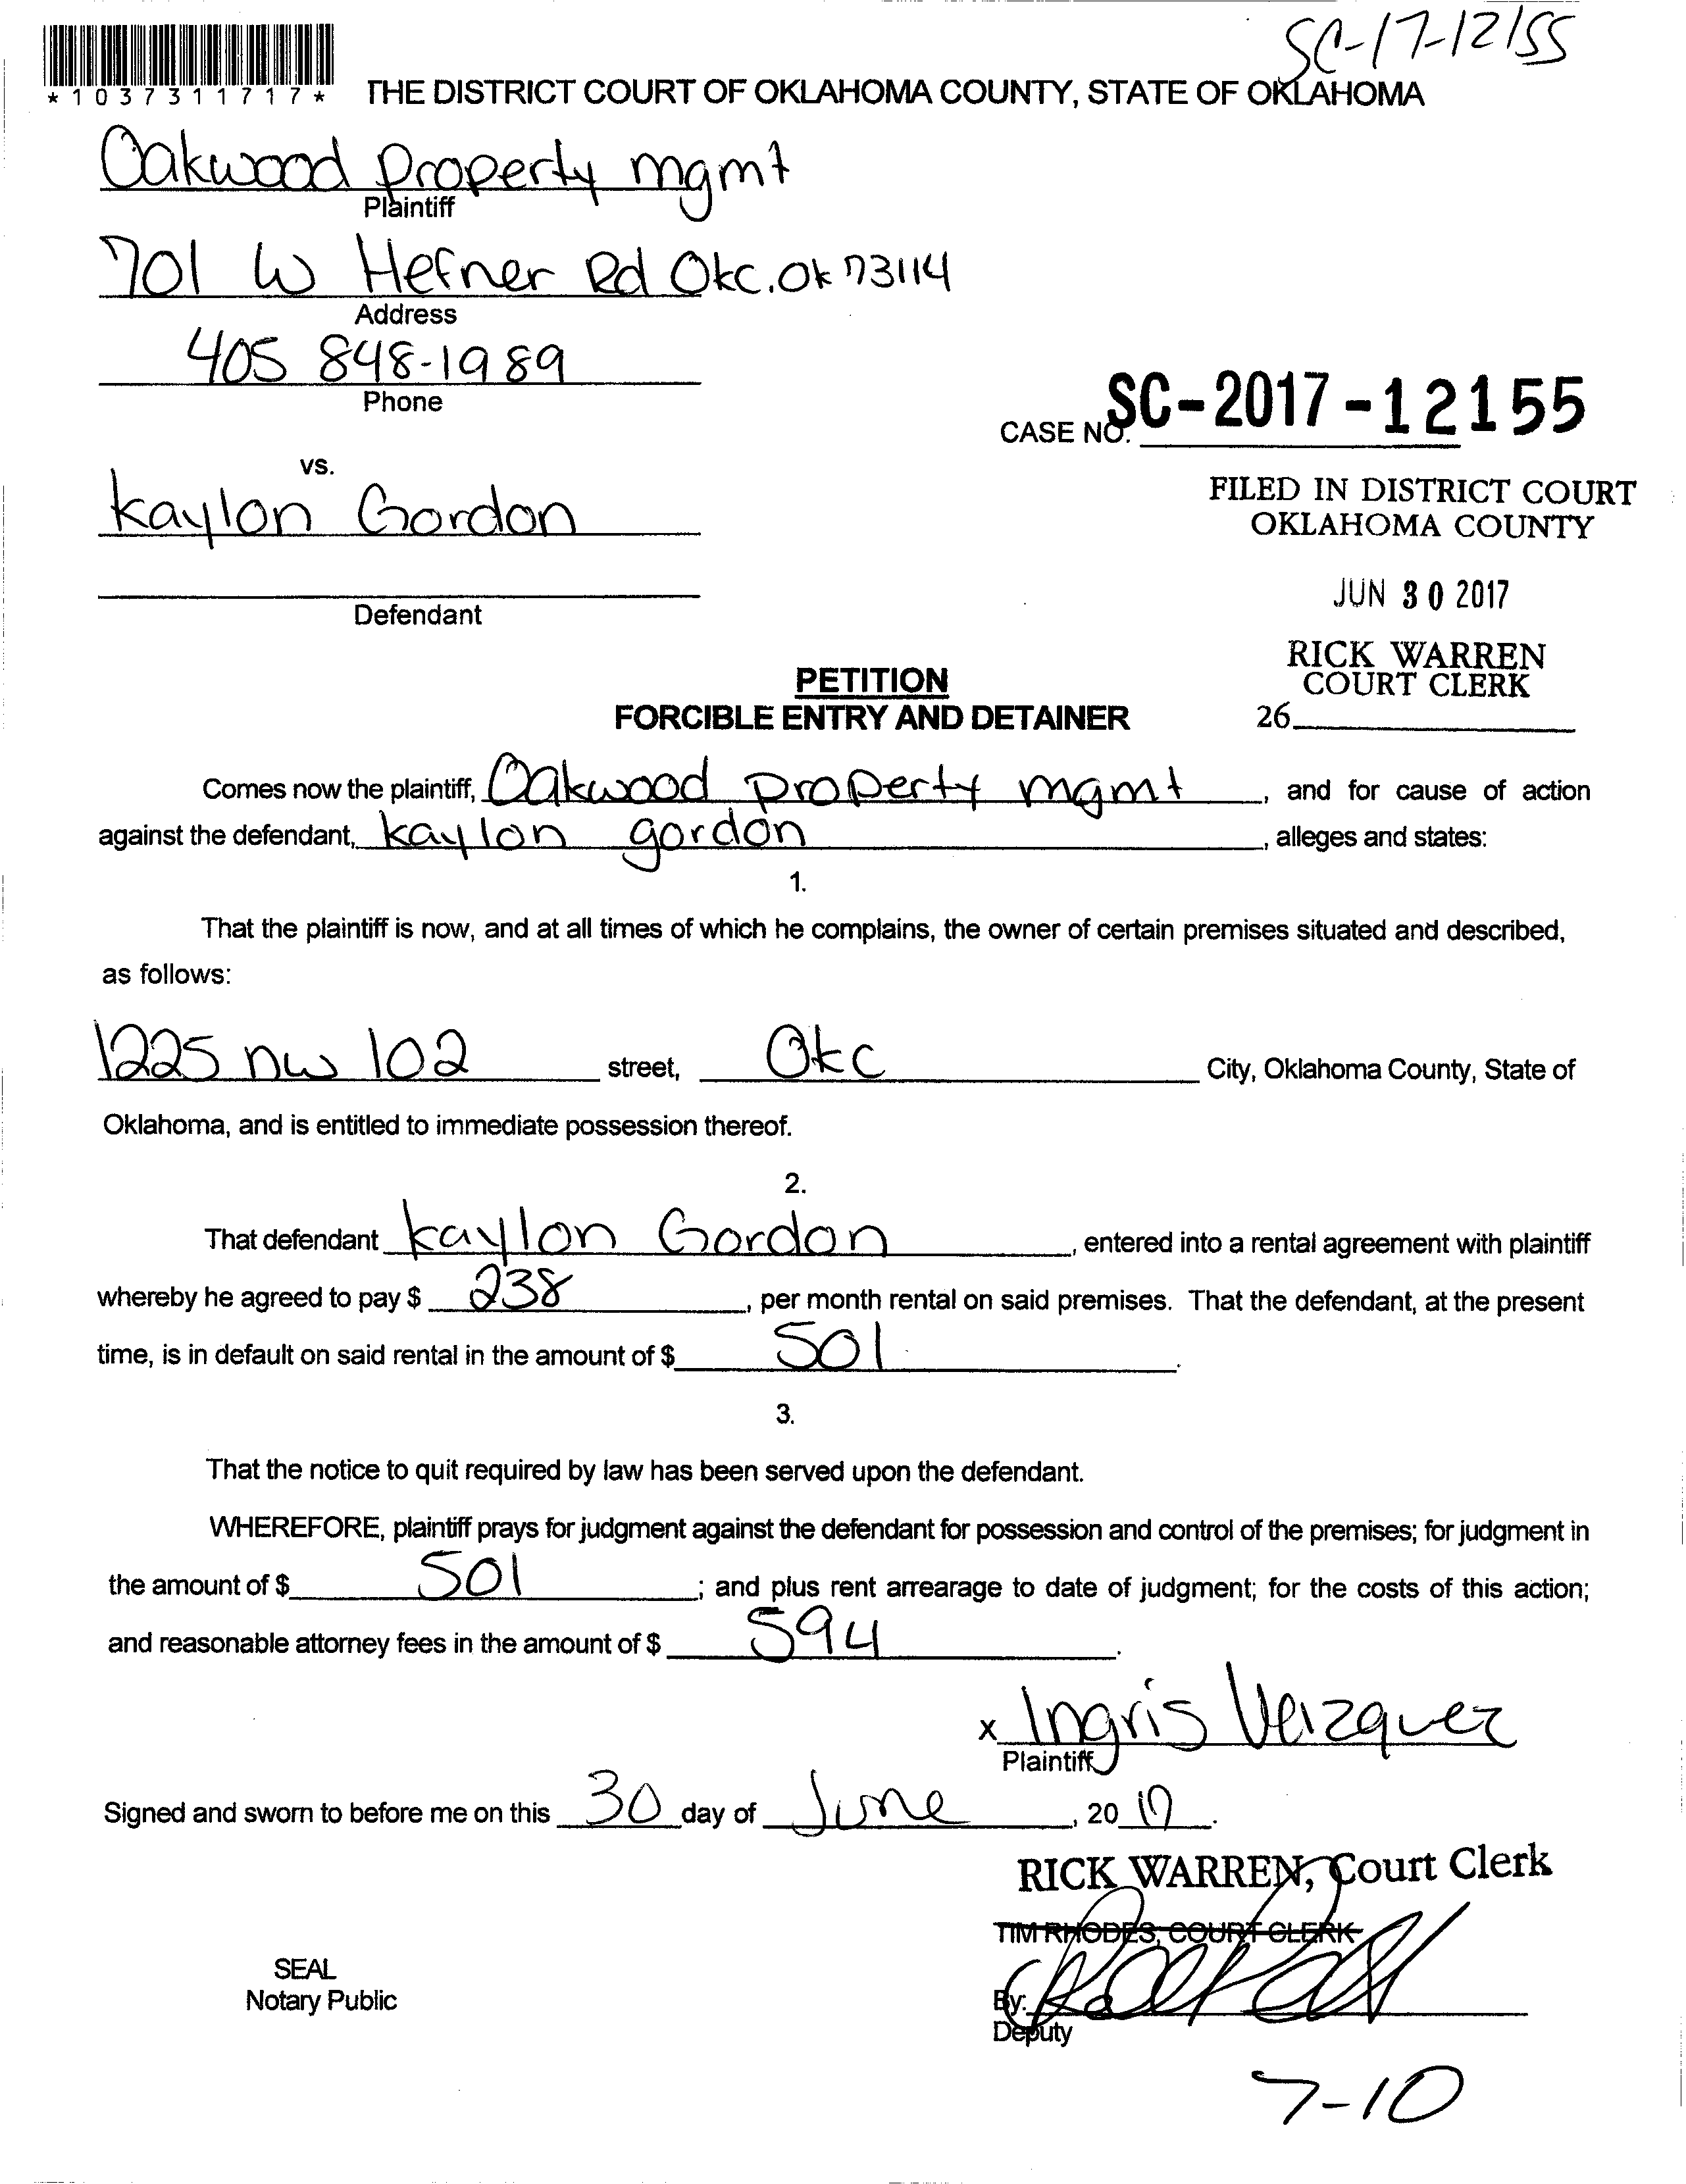 SC-17-12155
*1037311717*
THE DISTRICT COURT OF OKLAHOMA COUNTY, STATE OF OKLAHOMA
Oakwood Property mgmt
Plaintiff
701 W Hefner Rd Okc. Ok 73114
Address
405 848-1989
Phone
CASE NO. SC-2017-12155
vs.
FILED IN DISTRICT COURT
OKLAHOMA COUNTY
kaylon Gordon
JUN 30 2017
Defendant
RICK WARREN
COURT CLERK
26
PETITION
FORCIBLE ENTRY AND DETAINER
Comes now the plaintiff, Oakwood property mgmt, and for cause of action
against the defendant, kaylon gordon, alleges and states:
1.
That the plaintiff is now, and at all times of which he complains, the owner of certain premises situated and described,
as follows:
1225 nw 102 street, Okc City, Oklahoma County, State of
Oklahoma, and is entitled to immediate possession thereof.
2.
That defendant kaylon Gordon, entered into a rental agreement with plaintiff
whereby he agreed to pay $ 238, per month rental on said premises. That the defendant, at the present
time, is in default on said rental in the amount of $ 501.
3.
That the notice to quit required by law has been served upon the defendant.
WHEREFORE, plaintiff prays for judgment against the defendant for possession and control of the premises; for judgment in
the amount of $ 501; and plus rent arrearage to date of judgment; for the costs of this action;
and reasonable attorney fees in the amount of $ 594.
x Ingris Vazquez
Plaintiff
Signed and sworn to before me on this 30 day of June, 20 17.
RICK WARREN, Court Clerk
TIM RHODES, COURT CLERK
SEAL
Notary Public
By:
Deputy
7-10